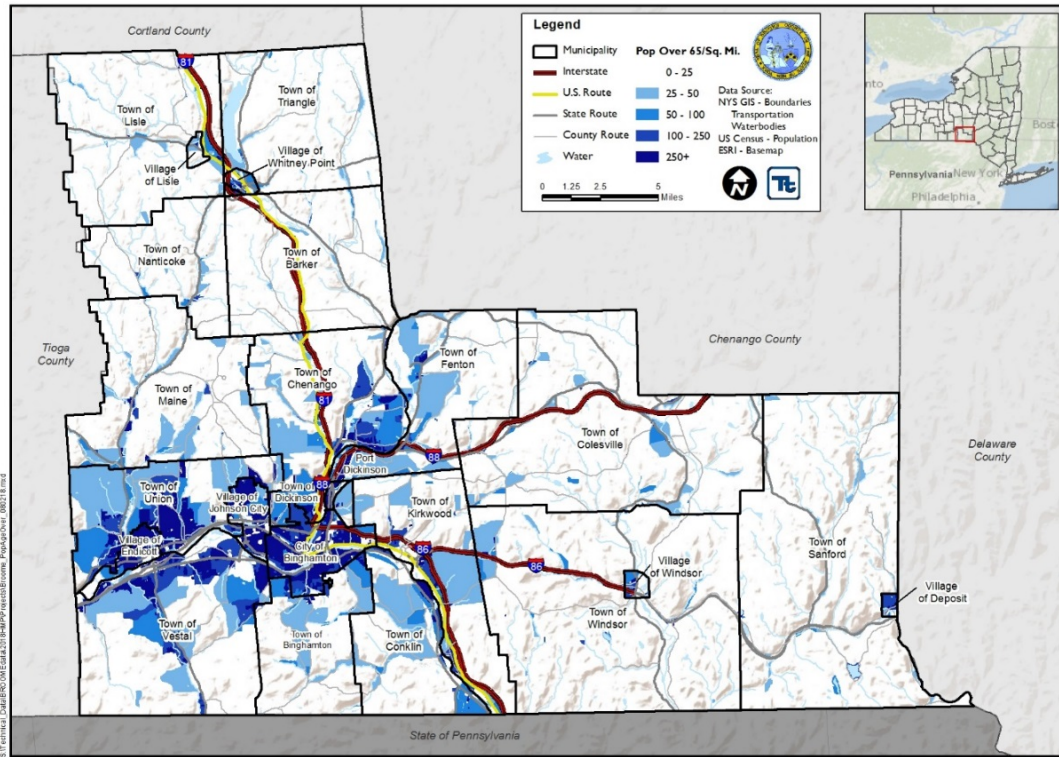 Cortland County
Legend
Municipality
Interstate
U.S. Route
State Route
County Route
Water
Pop Over 65/Sq. Mi.
0 - 25
25 - 50
50 - 100
100 - 250
250+
Data Source:
NYS GIS - Boundaries
Transportation
Waterbodies
US Census - Population
ESRI - Basemap
0 1.25 2.5 5
Miles
N
Tt
Pennsylvania
New York
Philadelphia
Bost
81
Town of
Lisle
Town of
Triangle
Village of
Whitney Point
Village
of Lisle
Town of
Nanticoke
Town of
Barker
Tioga
County
Chenango County
Town of
Fenton
Town of
Chenango
Town of
Maine
81
Town of
Colesville
Delaware
County
Port
Dickinson
88
Town of
Union
Village of
Johnson City
Town of
Dickinson
88
Town of
Kirkwood
Village of
Endicott
City of
Binghamton
86
86
Town of
Sanford
Village
of Windsor
Village
of Deposit
Town of
Windsor
Town of
Vestal
Town of
Binghamton
Town of
Conklin
State of Pennsylvania